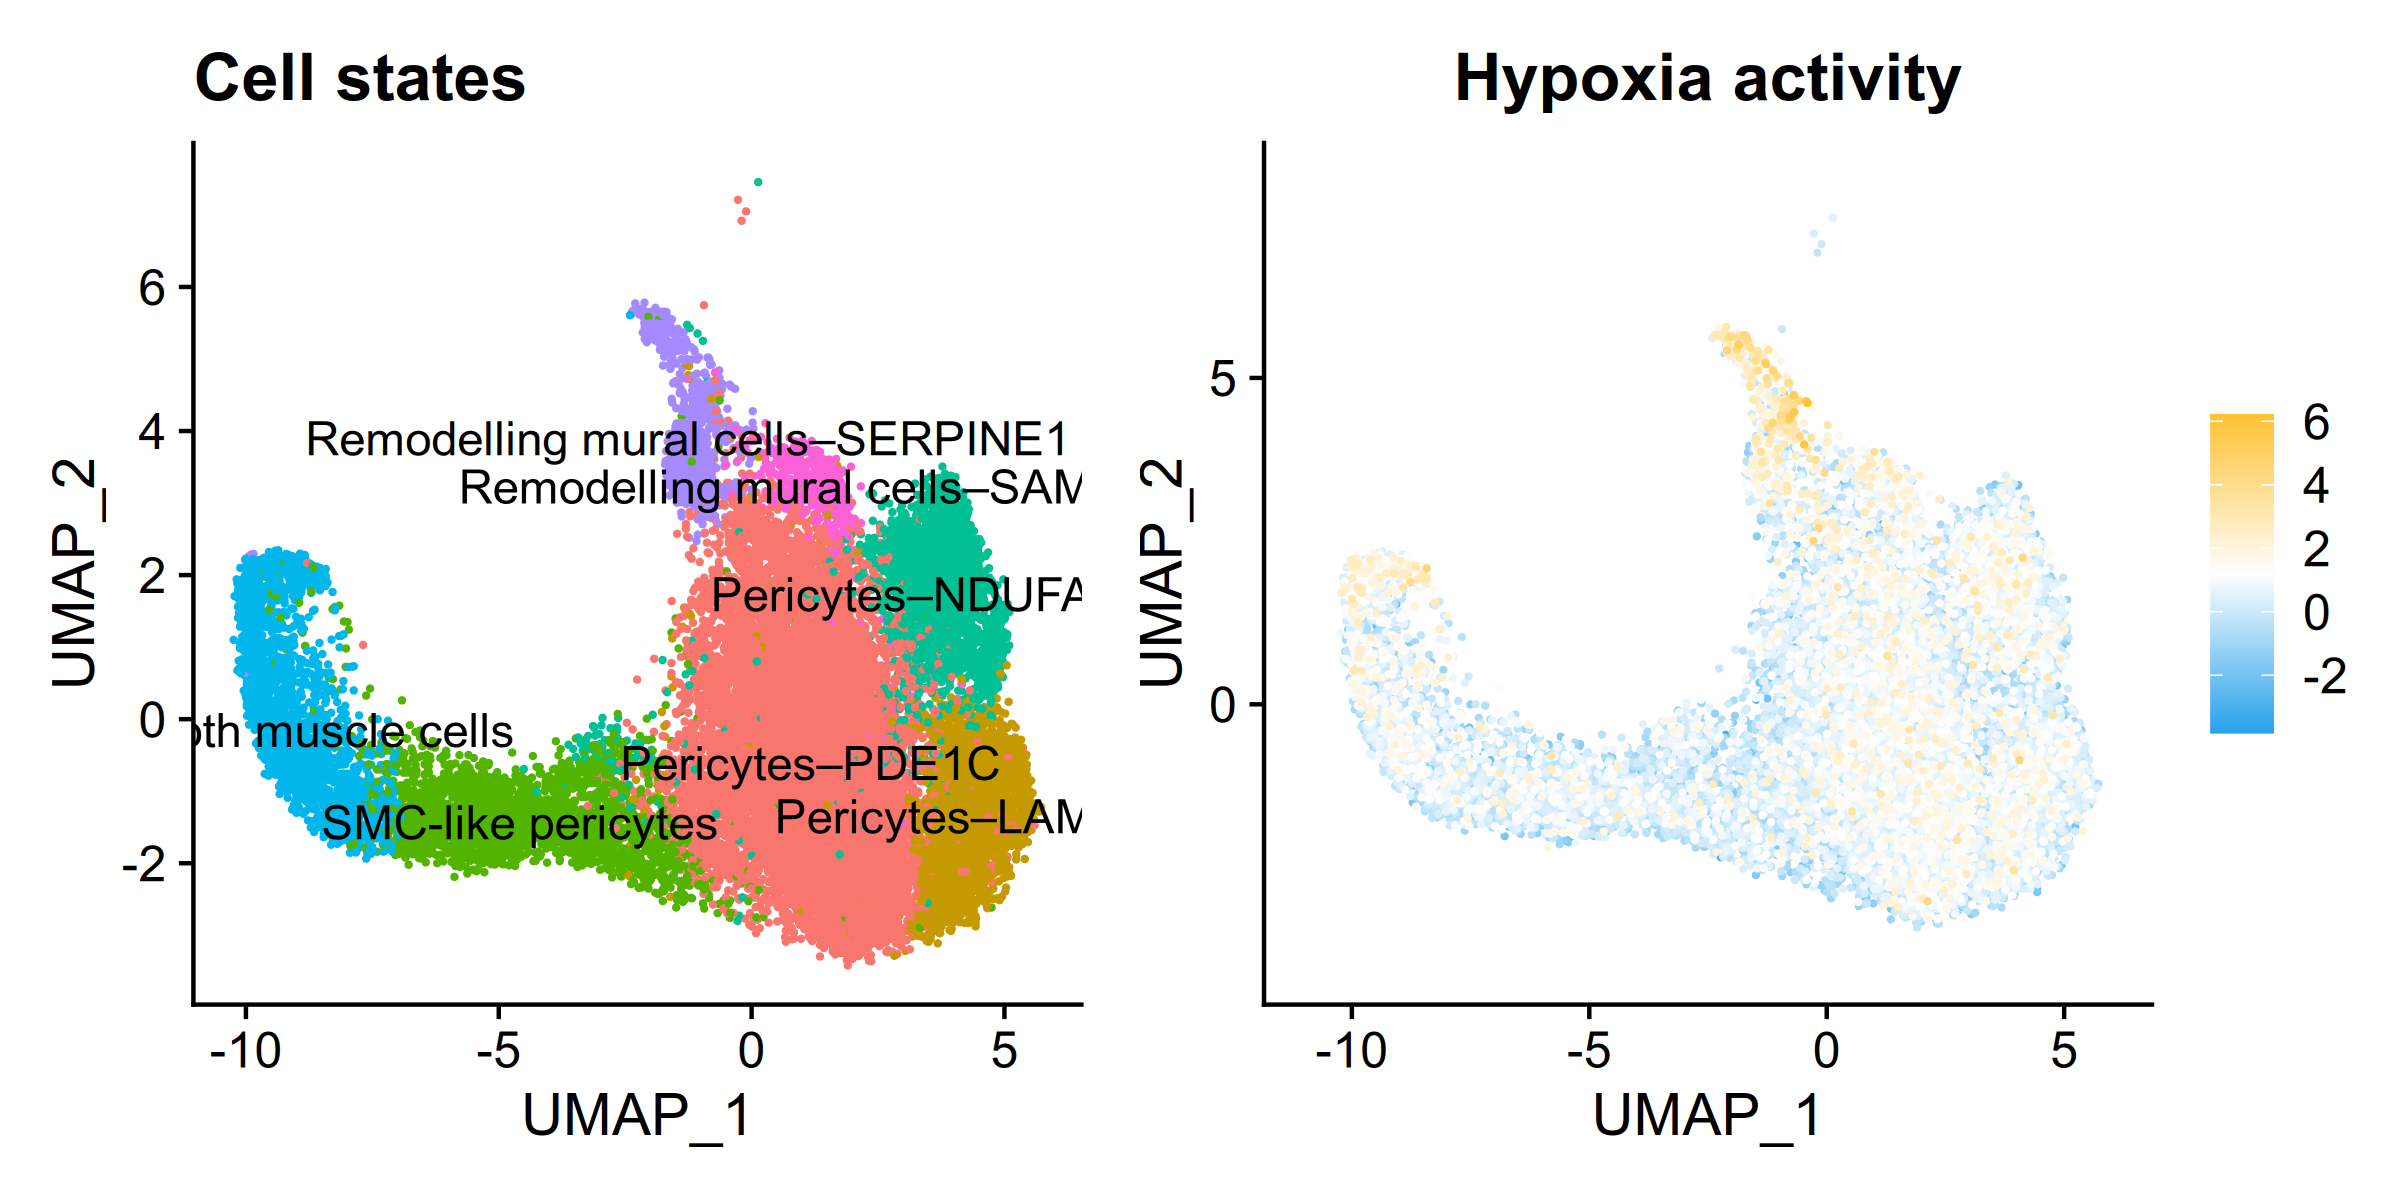 Cell states
Hypoxia activity
UMAP_2
6
4
2
0
-2
Remodelling mural cells–SERPINE1
Remodelling mural cells–SAM
Pericytes–NDUFA
oth muscle cells
Pericytes–PDE1C
Pericytes–LAM
SMC-like pericytes
-10
-5
0
5
UMAP_1
UMAP_2
5
0
-10
-5
0
5
UMAP_1
6
4
2
0
-2